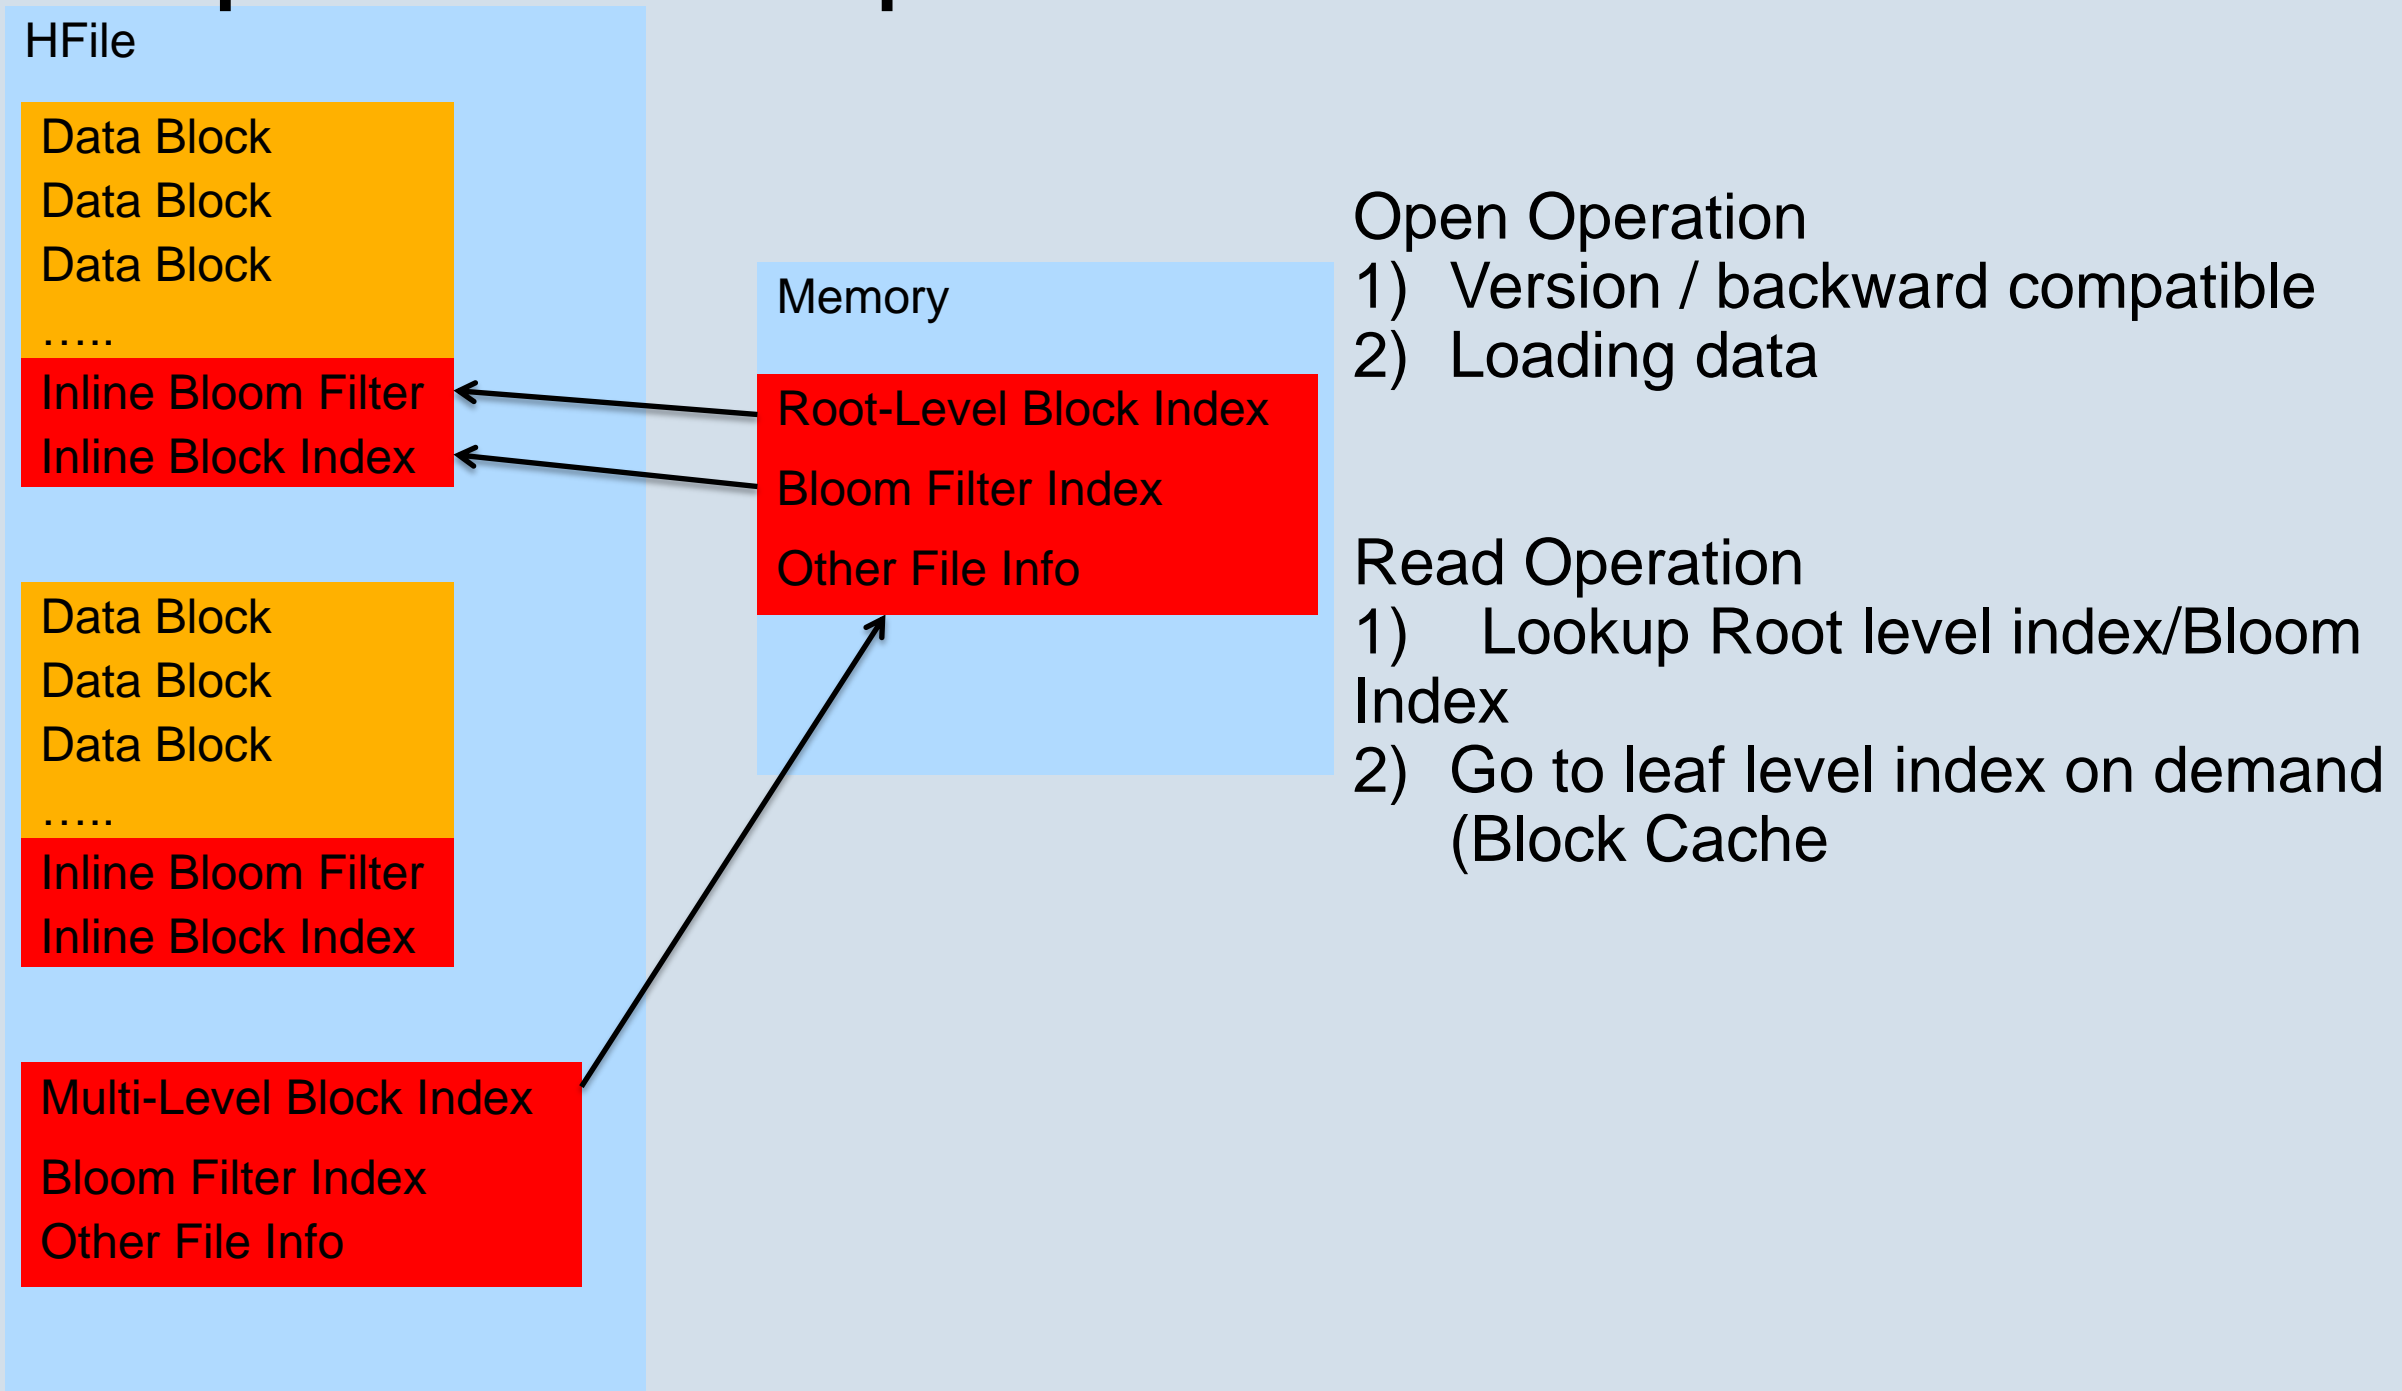 HFile
Data Block
Data Block
Data Block
.....
Inline Bloom Filter
Inline Block Index
Data Block
Data Block
Data Block
.....
Inline Bloom Filter
Inline Block Index
Multi-Level Block Index
Bloom Filter Index
Other File Info
Memory
Root-Level Block Index
Bloom Filter Index
Other File Info
Open Operation
1) Version / backward compatible
2) Loading data
Read Operation
1) Lookup Root level index/Bloom
Index
2) Go to leaf level index on demand
(Block Cache